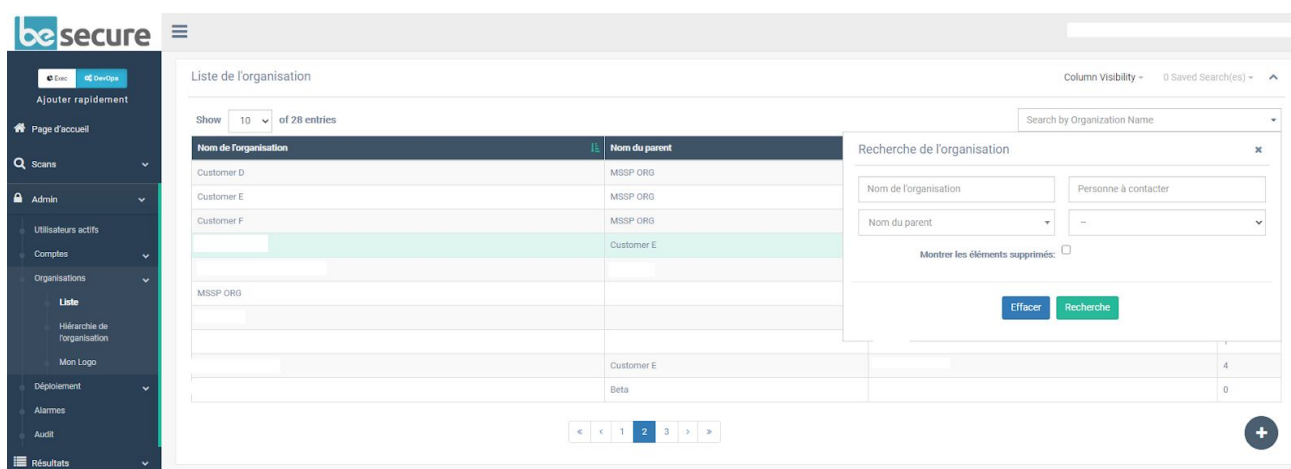 be secure
Exec DevOps
Ajouter rapidement
Page d'accueil
Scans
Admin
Utilisateurs actifs
Comptes
Organisations
Liste
Hiérarchie de
l'organisation
Mon Logo
Déploiement
Alarmes
Audit
Résultats
Liste de l'organisation
Column Visibility
0 Saved Search(es)
Show 10 of 28 entries
Search by Organization Name
Nom de l'organisation Nom du parent
Customer D MSSP ORG
Customer E MSSP ORG
Customer F MSSP ORG
Customer E
MSSP ORG
Customer E 4
Beta 0
Recherche de l'organisation ×
Nom de l'organisation Personne à contacter
Nom du parent --
Montrer les éléments supprimés:
Effacer Recherche
« ‹ 1 2 3 › »
+